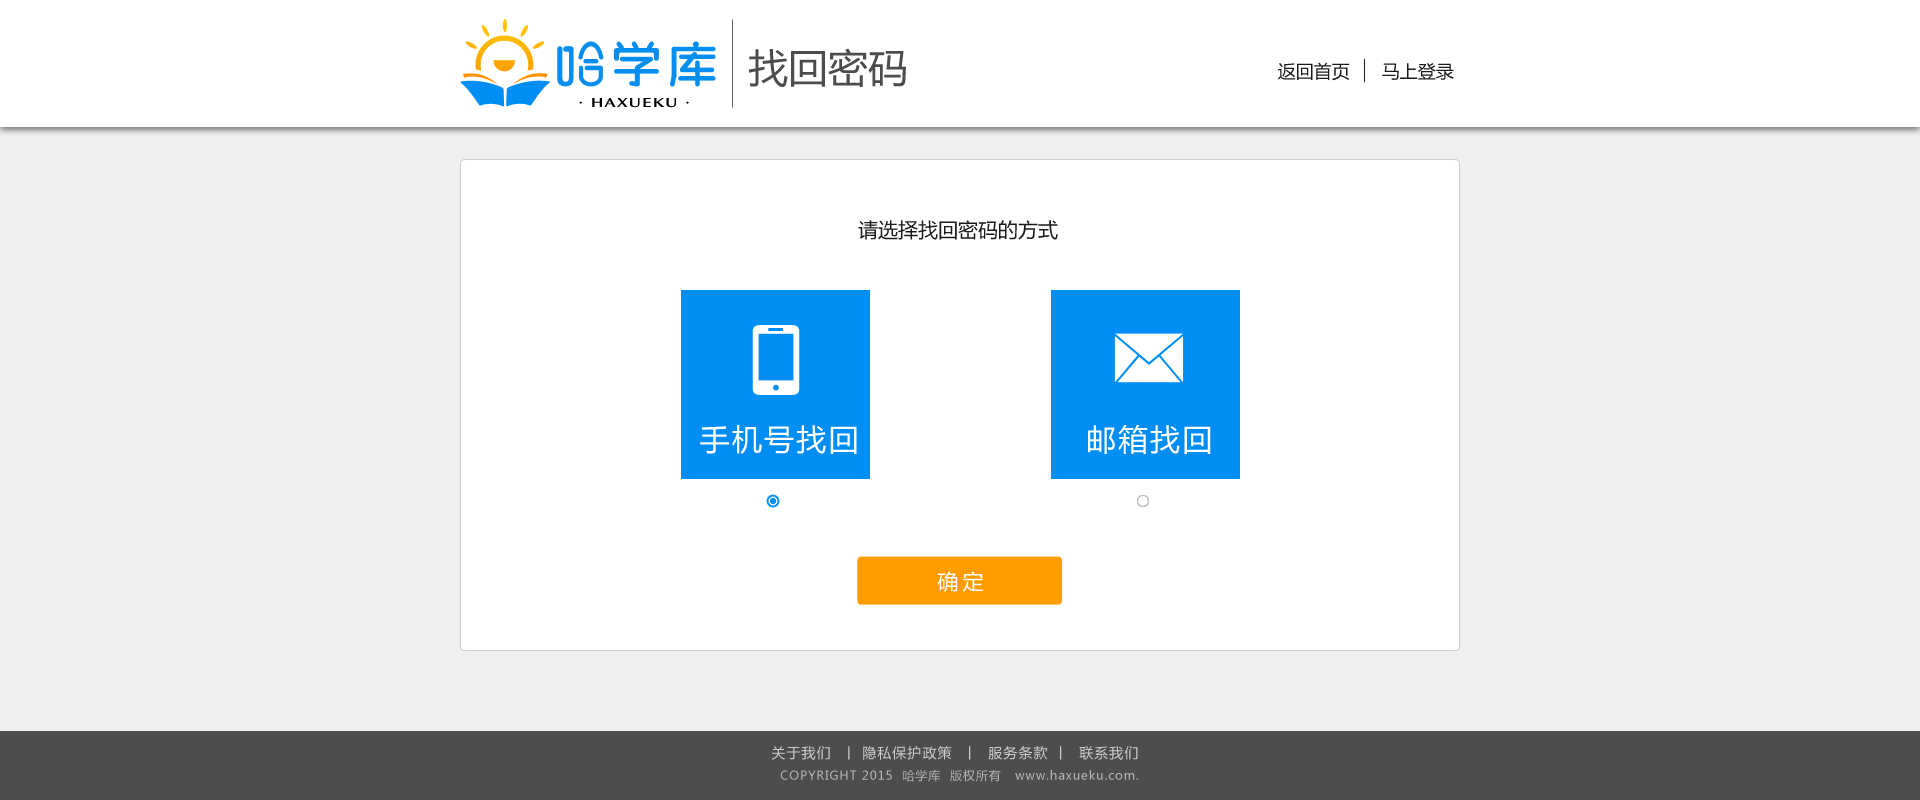 哈学库
· HAXUEKU ·
找回密码
返回首页 | 马上登录
请选择找回密码的方式
手机号找回
邮箱找回
确定
关于我们 | 隐私保护政策 | 服务条款 | 联系我们
COPYRIGHT 2015 哈学库 版权所有 www.haxueku.com.